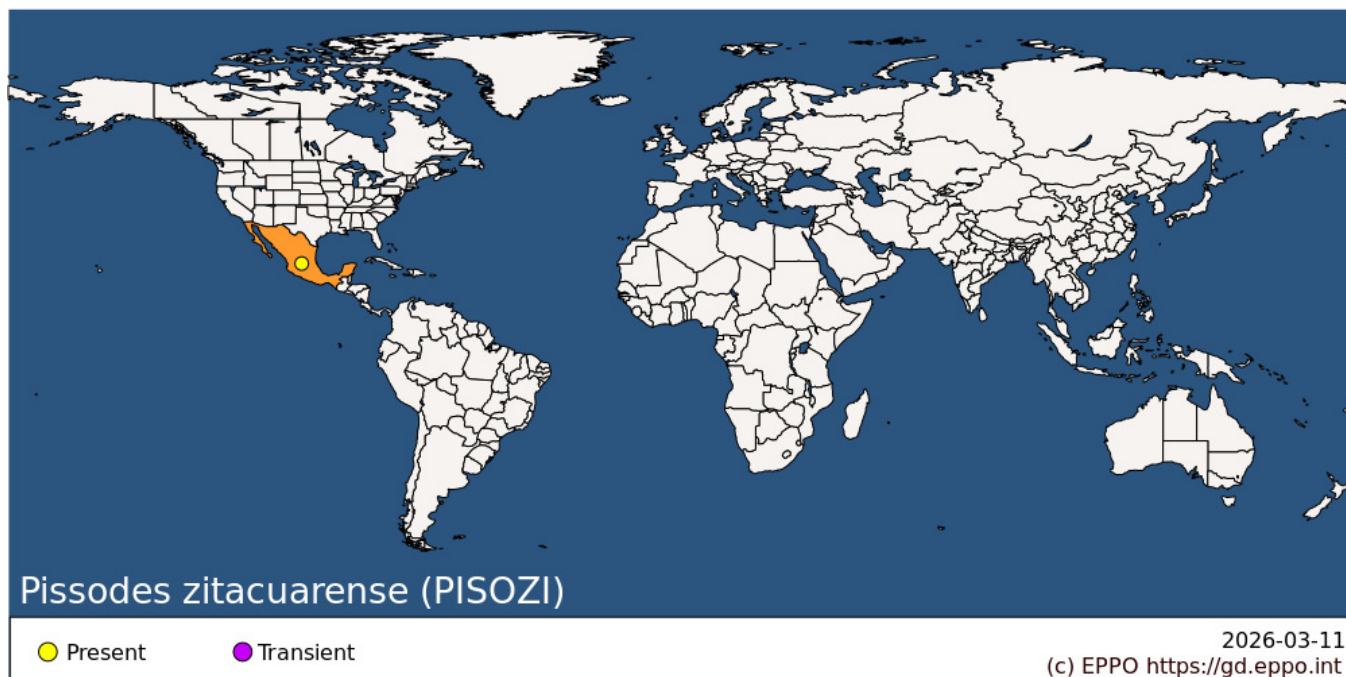 Pissodes zitacuarense (PISOZI)
Present
Transient
2026-03-11
(c) EPPO https://gd.eppo.int